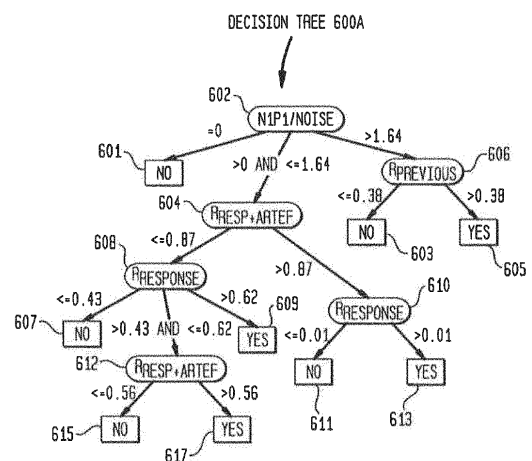 DECISION TREE 600A
602
N1P1/NOISE
=0
>0 AND <=1.64
>1.64
601
NO
606
RPREVIOUS
604
RRESP+ARTEF
<=0.38
>0.38
NO
YES
603
605
<=0.87
>0.87
608
RRESPONSE
610
RRESPONSE
<=0.43
>0.43 AND <=0.62
>0.62
609
607
NO
YES
<=0.01
>0.01
612
RRESP+ARTEF
NO
YES
611
613
<=0.56
>0.56
615
NO
YES
617